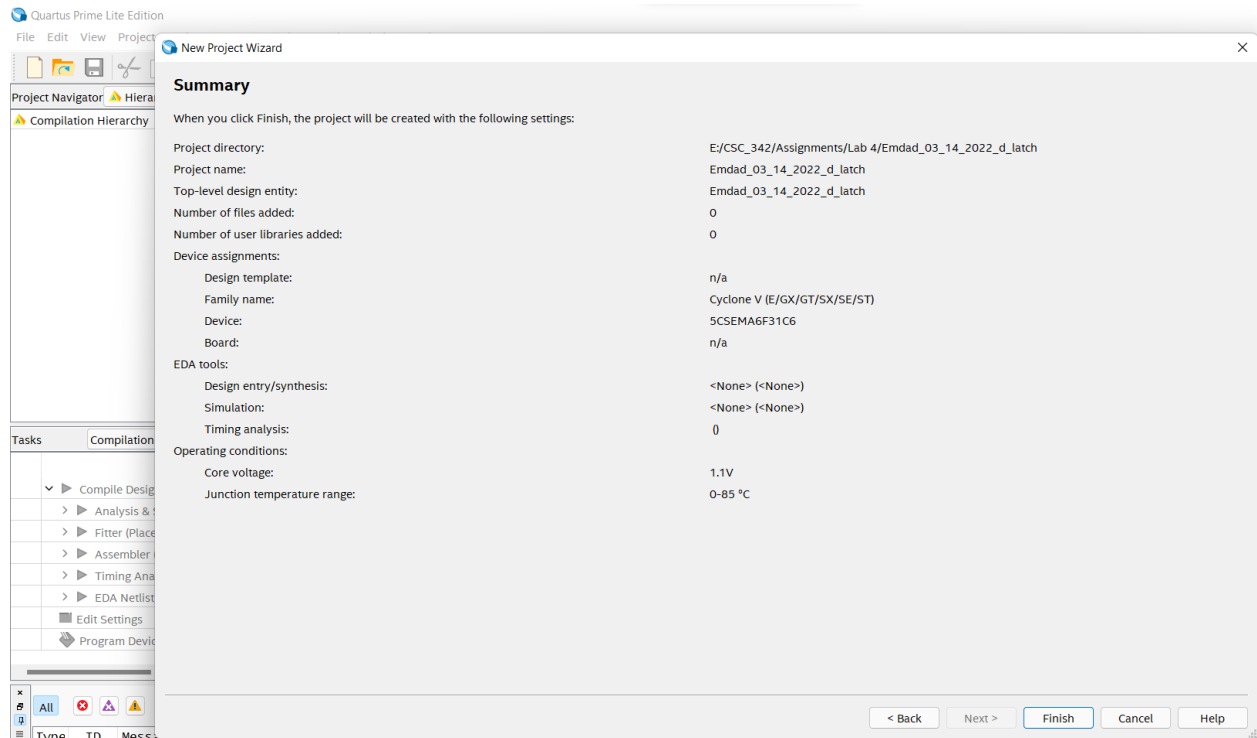 Quartus Prime Lite Edition
File Edit View Project
New Project Wizard
Project Navigator Hierar
Compilation Hierarchy
Summary
When you click Finish, the project will be created with the following settings:
Project directory: E:/CSC_342/Assignments/Lab 4/Emdad_03_14_2022_d_latch
Project name: Emdad_03_14_2022_d_latch
Top-level design entity: Emdad_03_14_2022_d_latch
Number of files added: 0
Number of user libraries added: 0
Device assignments:
Design template: n/a
Family name: Cyclone V (E/GX/GT/SX/SE/ST)
Device: 5CSEMA6F31C6
Board: n/a
EDA tools:
Design entry/synthesis: <None> (<None>)
Simulation: <None> (<None>)
Timing analysis: ()
Operating conditions:
Core voltage: 1.1V
Junction temperature range: 0-85 °C
Tasks Compilation
Compile Desig
Analysis &
Fitter (Place
Assembler
Timing Ana
EDA Netlist
Edit Settings
Program Devic
All
< Back Next > Finish Cancel Help
Type ID Messa